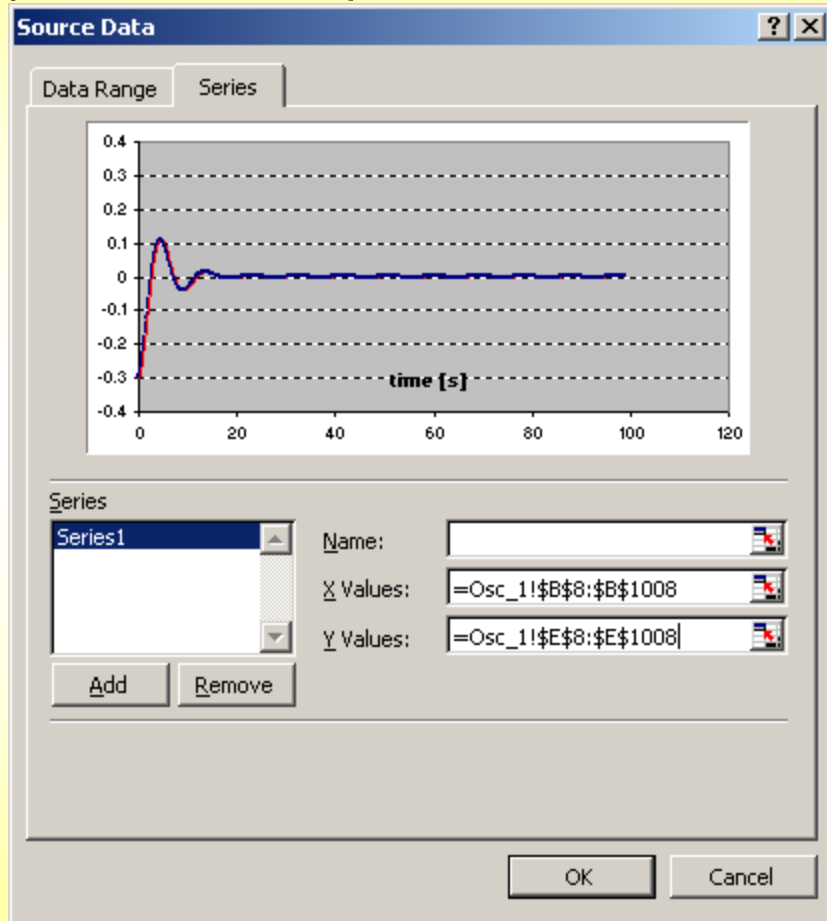 Source Data
Data Range
Series
0.4
0.3
0.2
0.1
0
-0.1
-0.2
-0.3
-0.4
time [s]
0 20 40 60 80 100 120
Series
Series1
Name:
X Values: =Osc_1!$B$8:$B$1008
Y Values: =Osc_1!$E$8:$E$1008
Add Remove
OK Cancel